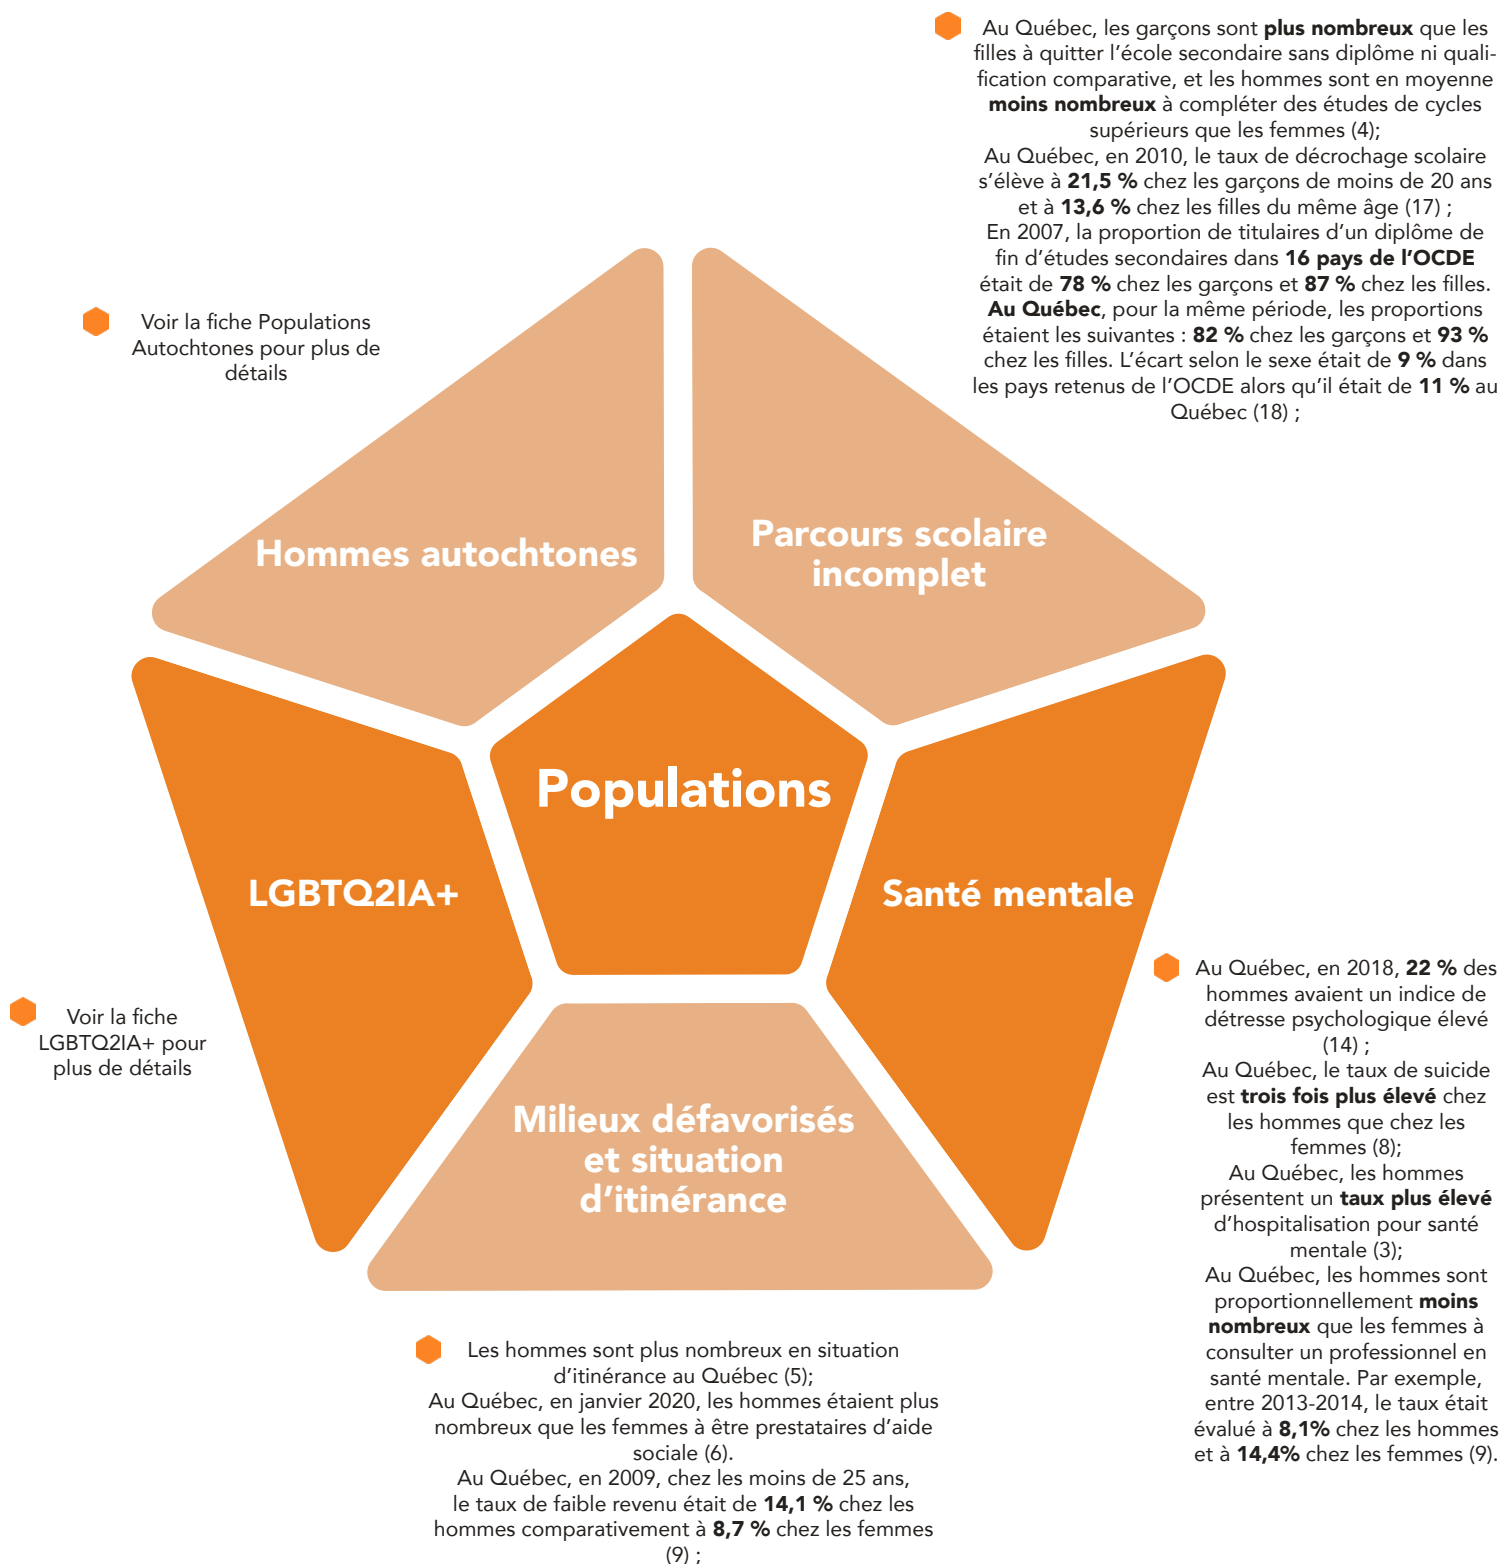 Au Québec, les garçons sont plus nombreux que les
filles à quitter l'école secondaire sans diplôme ni quali-
fication comparative, et les hommes sont en moyenne
moins nombreux à compléter des études de cycles
supérieurs que les femmes (4);
Au Québec, en 2010, le taux de décrochage scolaire
s'élève à 21,5 % chez les garçons de moins de 20 ans
et à 13,6 % chez les filles du même âge (17) ;
En 2007, la proportion de titulaires d'un diplôme de
fin d'études secondaires dans 16 pays de l'OCDE
était de 78 % chez les garçons et 87 % chez les filles.
Au Québec, pour la même période, les proportions
étaient les suivantes : 82 % chez les garçons et 93 %
chez les filles. L'écart selon le sexe était de 9 % dans
les pays retenus de l'OCDE alors qu'il était de 11 % au
Québec (18) ;
Voir la fiche Populations
Autochtones pour plus de
détails
Hommes autochtones
Parcours scolaire
incomplet
Populations
LGBTQ2IA+
Santé mentale
Voir la fiche
LGBTQ2IA+ pour
plus de détails
Au Québec, en 2018, 22 % des
hommes avaient un indice de
détresse psychologique élevé
(14) ;
Au Québec, le taux de suicide
est trois fois plus élevé chez
les hommes que chez les
femmes (8);
Au Québec, les hommes
présentent un taux plus élevé
d'hospitalisation pour santé
mentale (3);
Au Québec, les hommes sont
proportionnellement moins
nombreux que les femmes à
consulter un professionnel en
santé mentale. Par exemple,
entre 2013-2014, le taux était
évalué à 8,1% chez les hommes
et à 14,4% chez les femmes (9).
Milieux défavorisés
et situation
d'itinérance
Les hommes sont plus nombreux en situation
d'itinérance au Québec (5);
Au Québec, en janvier 2020, les hommes étaient plus
nombreux que les femmes à être prestataires d'aide
sociale (6).
Au Québec, en 2009, chez les moins de 25 ans,
le taux de faible revenu était de 14,1 % chez les
hommes comparativement à 8,7 % chez les femmes
(9) ;